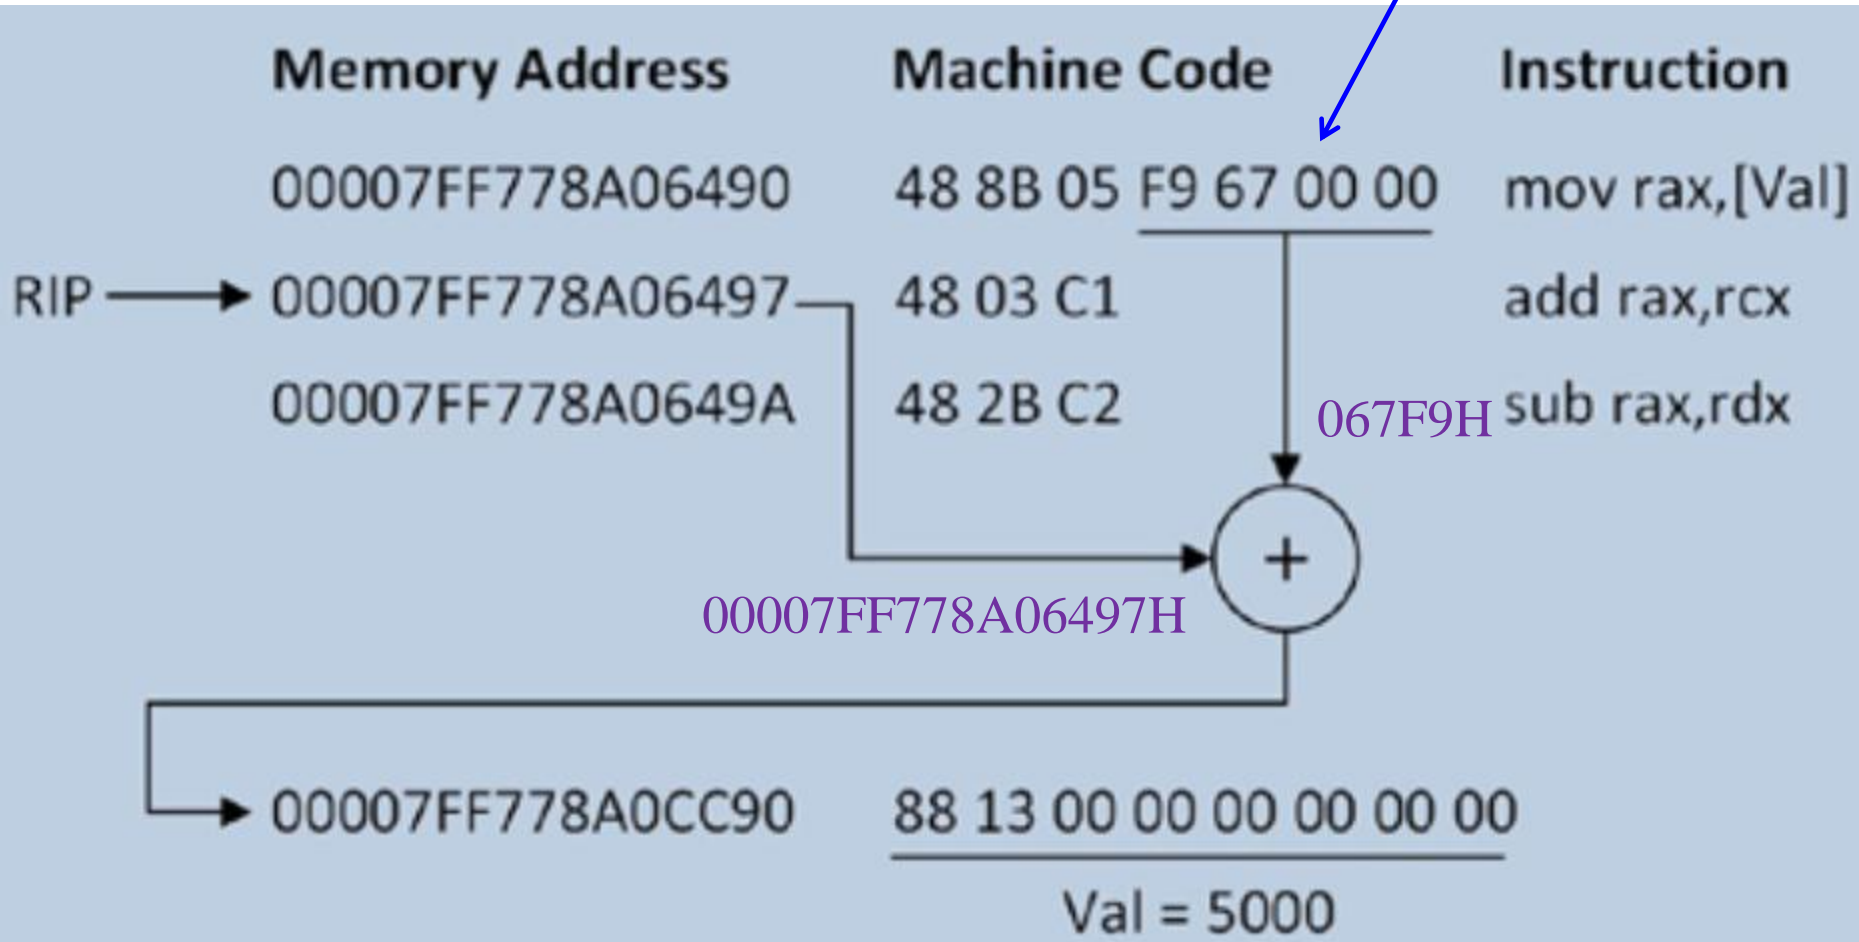 Memory Address Machine Code Instruction
00007FF778A06490 48 8B 05 F9 67 00 00 mov rax,[Val]
RIP 00007FF778A06497 48 03 C1 add rax,rcx
00007FF778A0649A 48 2B C2 067F9H sub rax,rdx
+
00007FF778A06497H
00007FF778A0CC90 88 13 00 00 00 00 00 00
Val = 5000